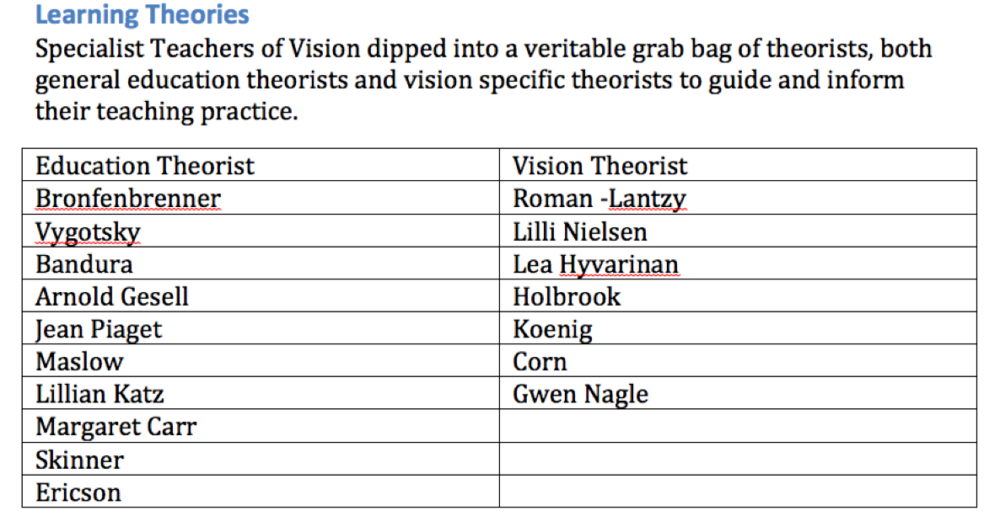 Learning Theories
Specialist Teachers of Vision dipped into a veritable grab bag of theorists, both
general education theorists and vision specific theorists to guide and inform
their teaching practice.
Education Theorist Vision Theorist
Bronfenbrenner Roman -Lantzy
Vygotsky Lilli Nielsen
Bandura Lea Hyvarinan
Arnold Gesell Holbrook
Jean Piaget Koenig
Maslow Corn
Lillian Katz Gwen Nagle
Margaret Carr
Skinner
Ericson